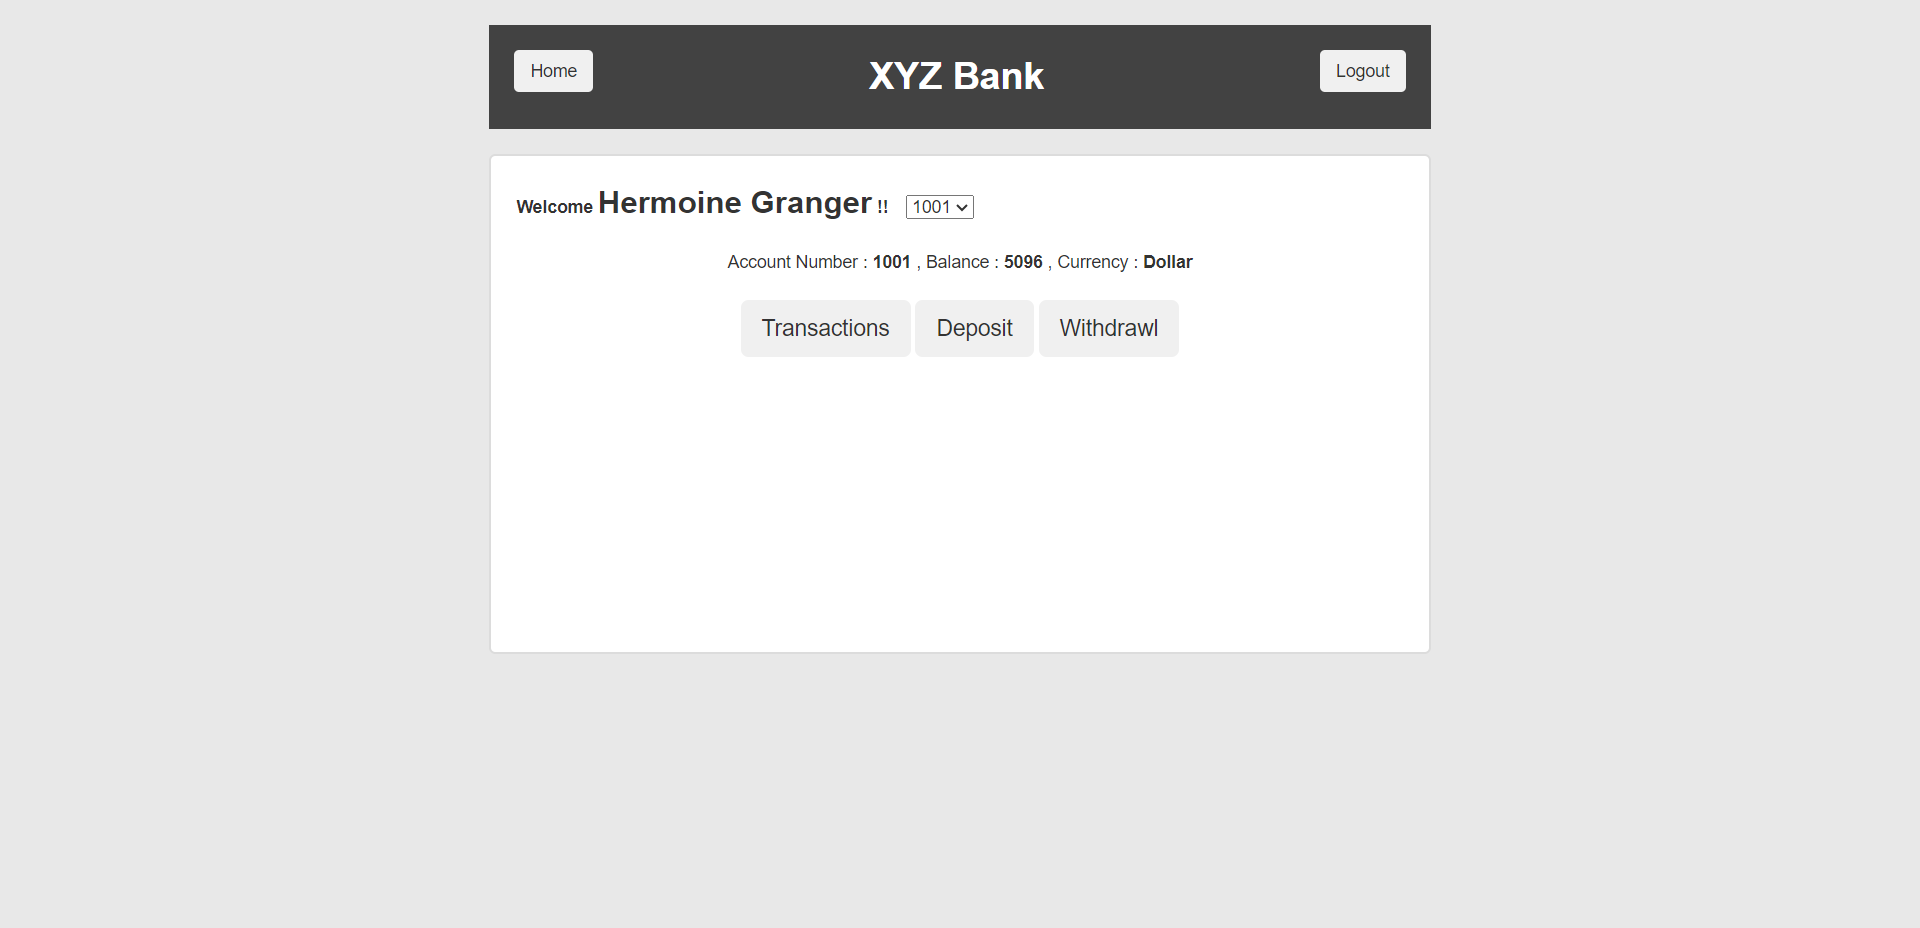 Home XYZ Bank Logout
Welcome Hermoine Granger !! 1001
Account Number : 1001 , Balance : 5096 , Currency : Dollar
Transactions Deposit Withdrawl